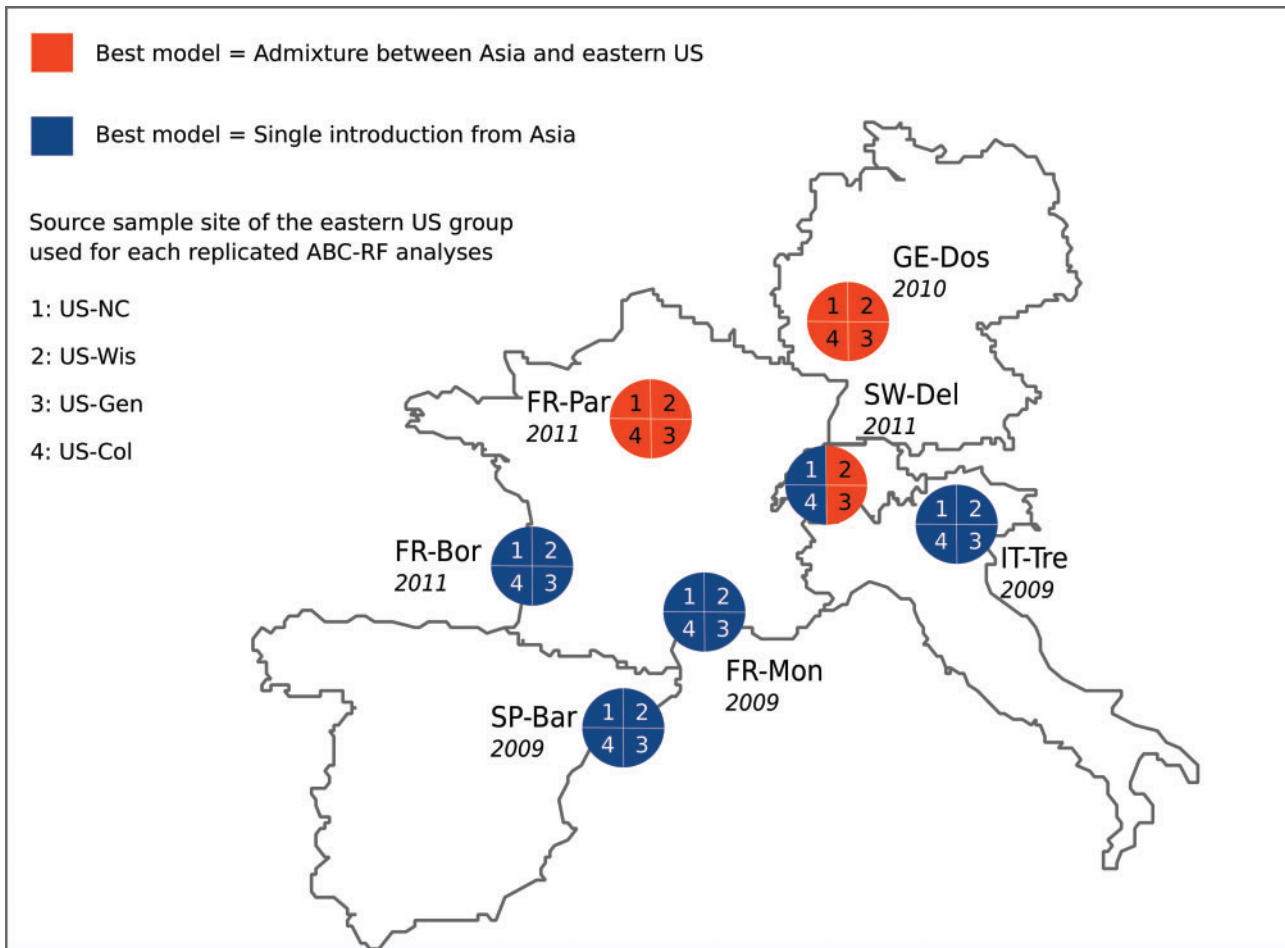 Best model = Admixture between Asia and eastern US
Best model = Single introduction from Asia
Source sample site of the eastern US group
used for each replicated ABC-RF analyses
1: US-NC
2: US-Wis
3: US-Gen
4: US-Col
GE-Dos
2010
1 2
4 3
FR-Par
2011
1 2
4 3
SW-Del
2011
1 2
4 3
FR-Bor
2011
1 2
4 3
IT-Tre
2009
1 2
4 3
FR-Mon
2009
1 2
4 3
SP-Bar
2009
1 2
4 3